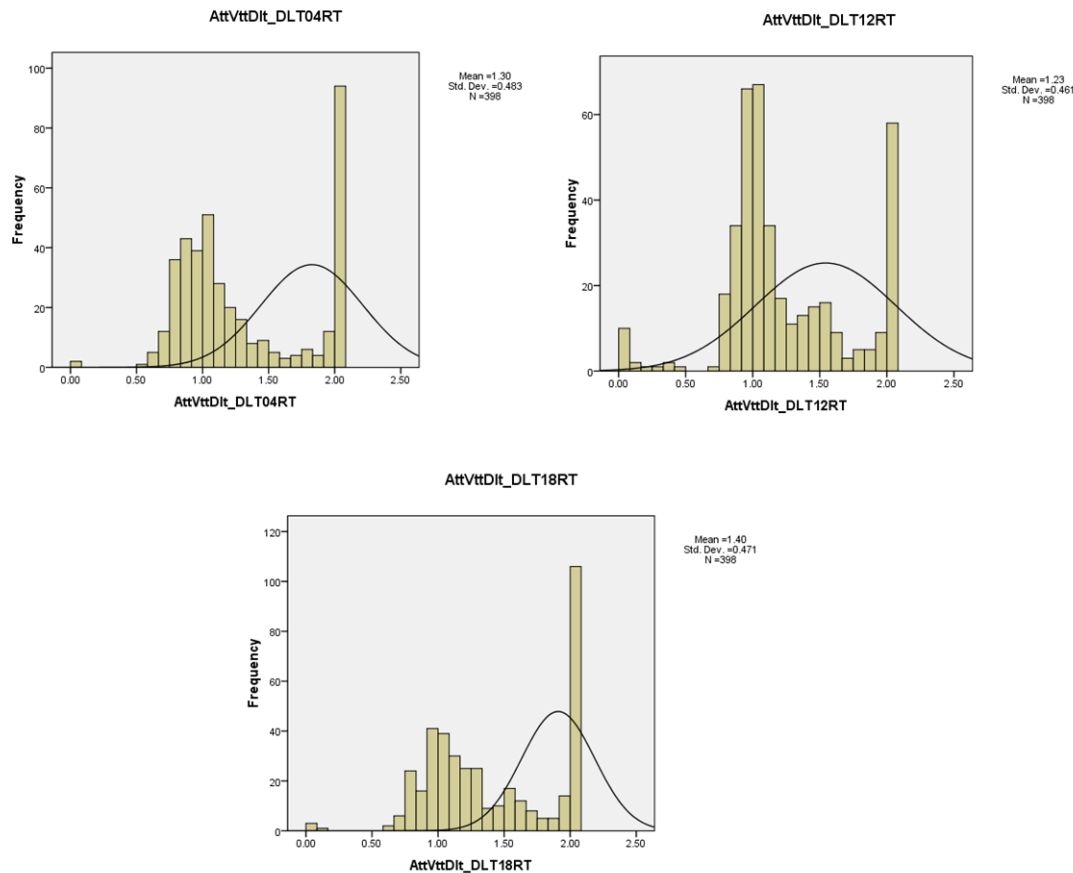 AttVttDlt_DLT04RT
Mean =1.30
Std. Dev. =0.483
N =398
Frequency
100
80
60
40
20
0
0.00 0.50 1.00 1.50 2.00 2.50
AttVttDlt_DLT04RT
AttVttDlt_DLT12RT
Mean =1.23
Std. Dev. =0.461
N =398
Frequency
60
40
20
0
0.00 0.50 1.00 1.50 2.00 2.50
AttVttDlt_DLT12RT
AttVttDlt_DLT18RT
Mean =1.40
Std. Dev. =0.471
N =398
Frequency
120
100
80
60
40
20
0
0.00 0.50 1.00 1.50 2.00 2.50
AttVttDlt_DLT18RT